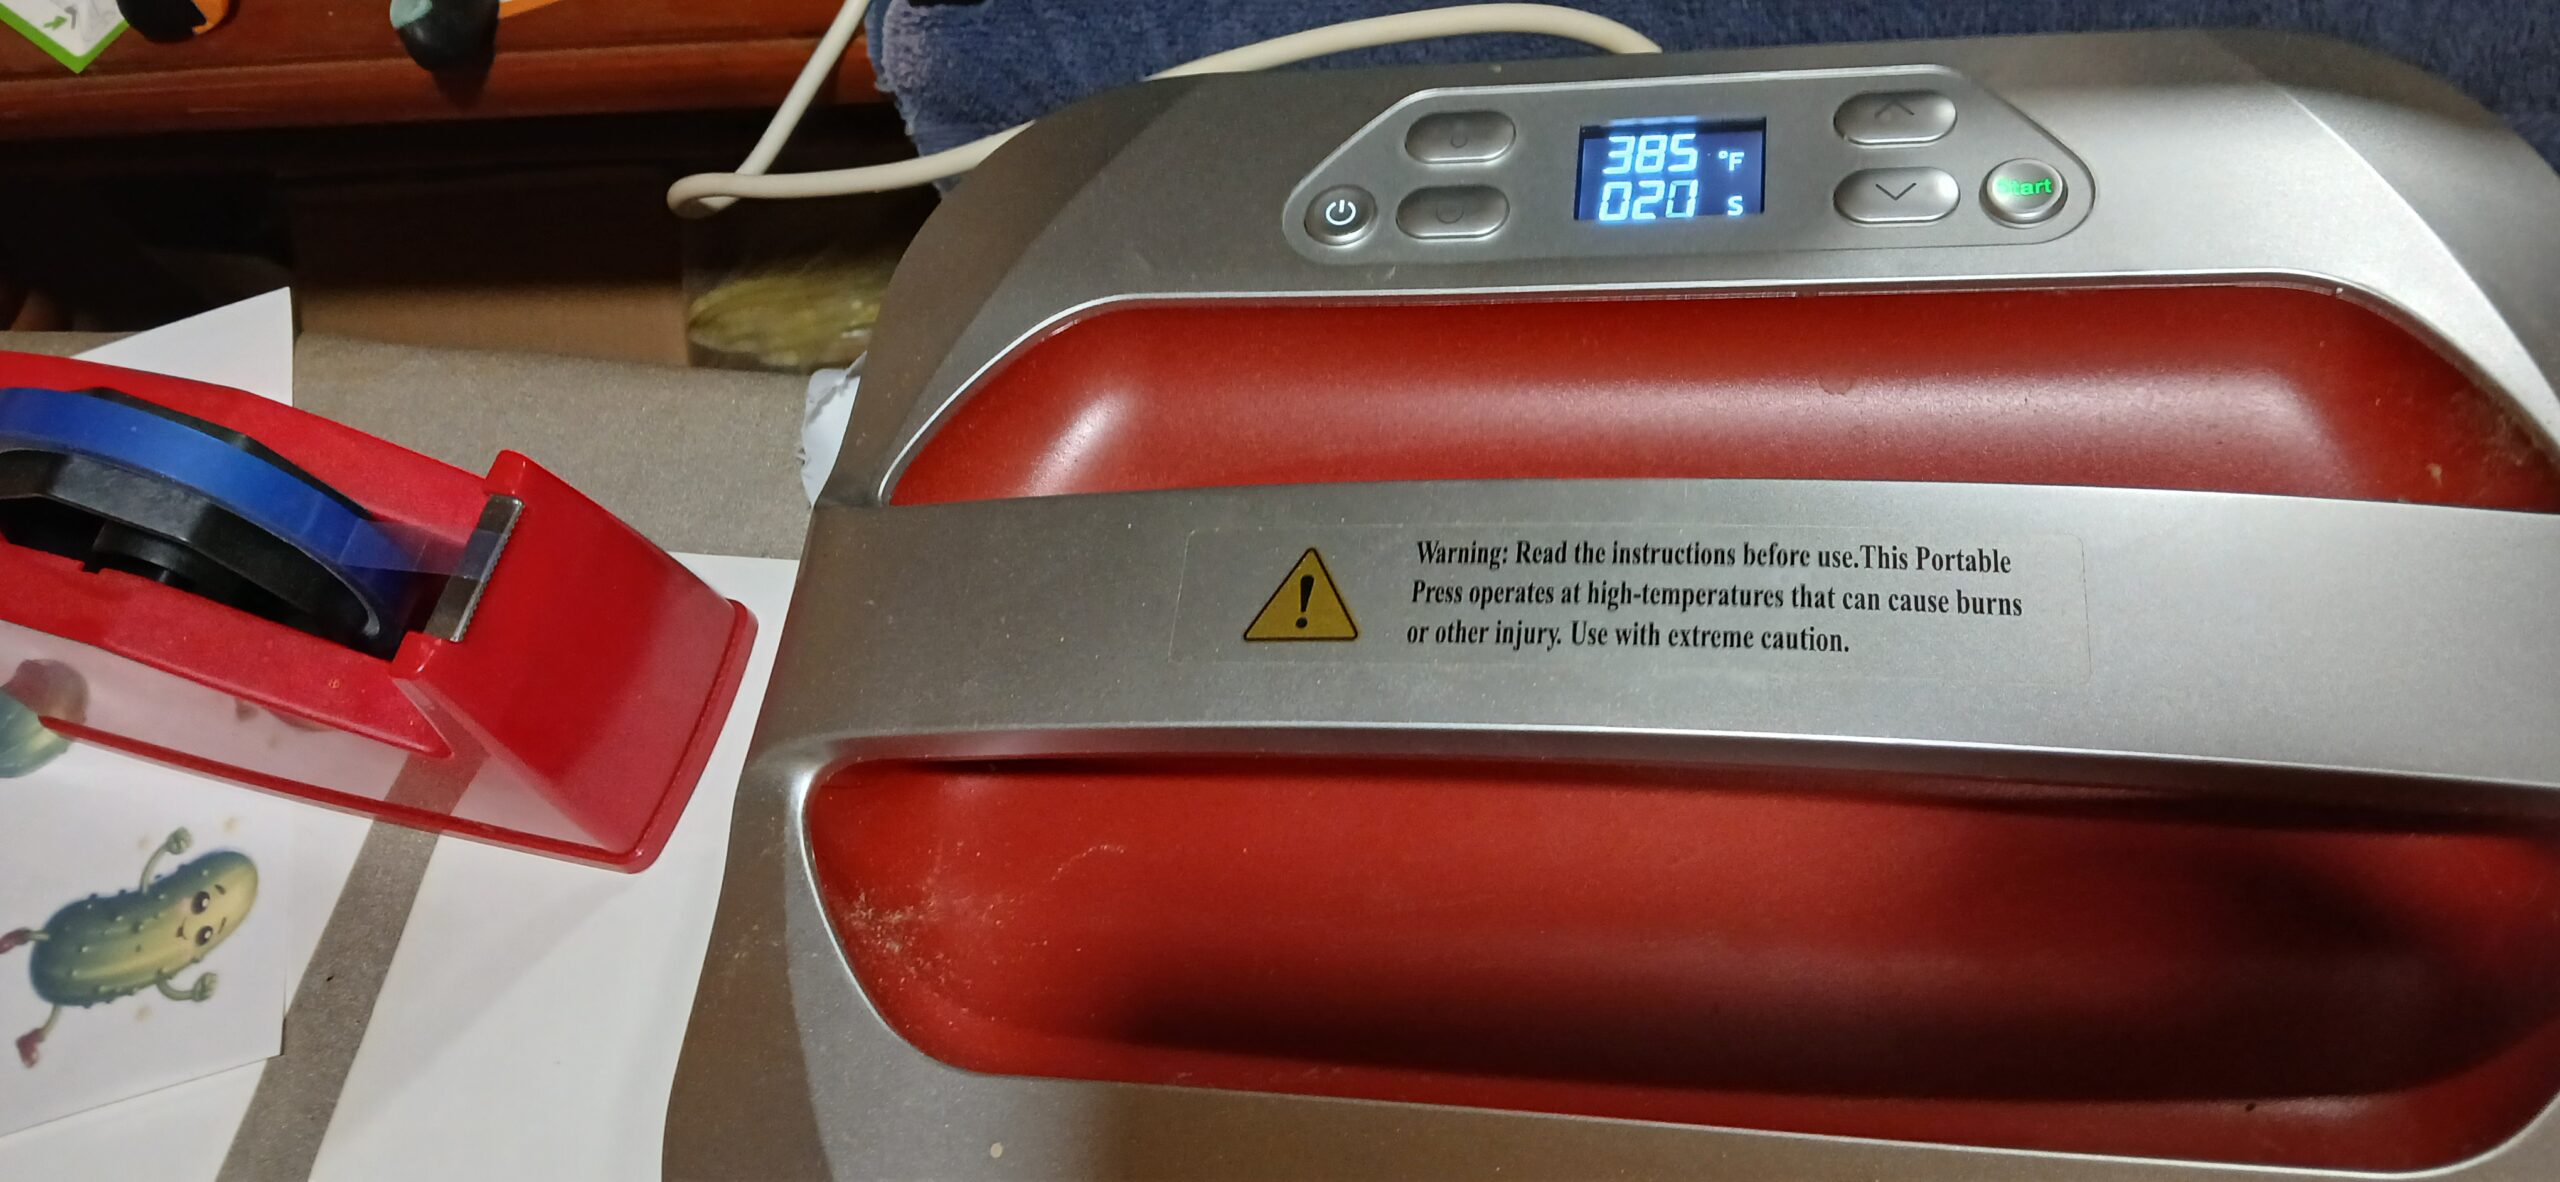 385 °F
020 S
Start
Warning: Read the instructions before use.This Portable
Press operates at high-temperatures that can cause burns
or other injury. Use with extreme caution.